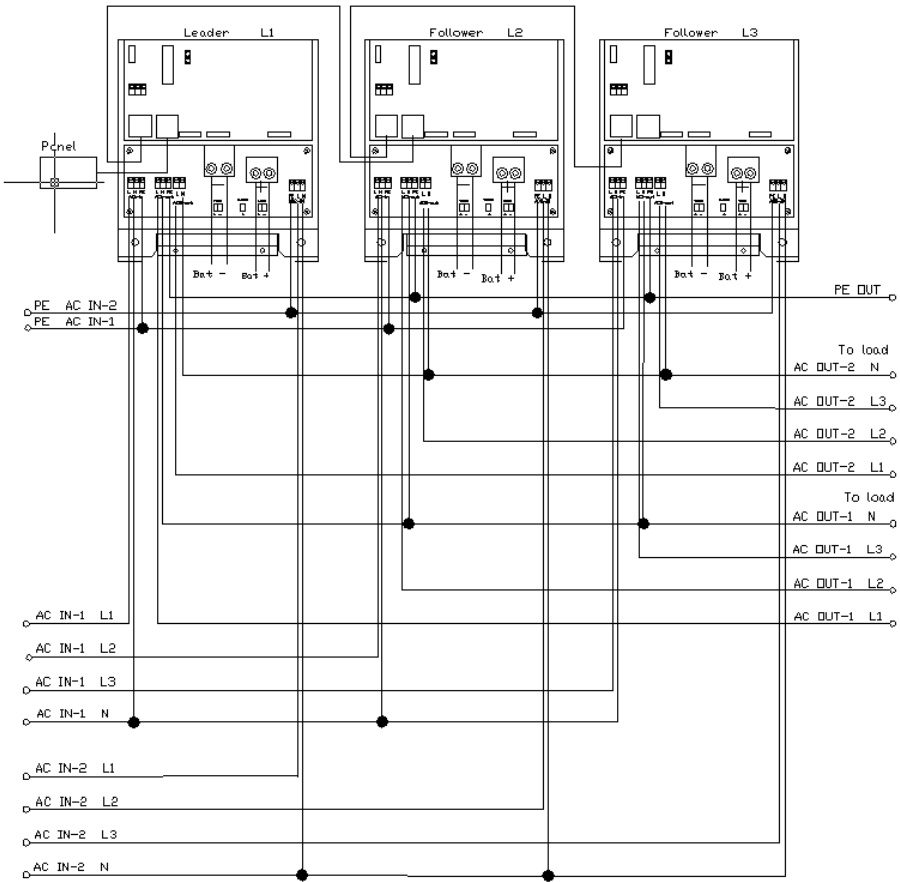 Leader L1 Follower L2 Follower L3
Panel
Bat - Bat + Bat - Bat + Bat - Bat +
PE OUT
PE AC IN-2
PE AC IN-1
To load
AC OUT-2 N
AC OUT-2 L3
AC OUT-2 L2
AC OUT-2 L1
To load
AC OUT-1 N
AC OUT-1 L3
AC OUT-1 L2
AC OUT-1 L1
AC IN-1 L1
AC IN-1 L2
AC IN-1 L3
AC IN-1 N
AC IN-2 L1
AC IN-2 L2
AC IN-2 L3
AC IN-2 N